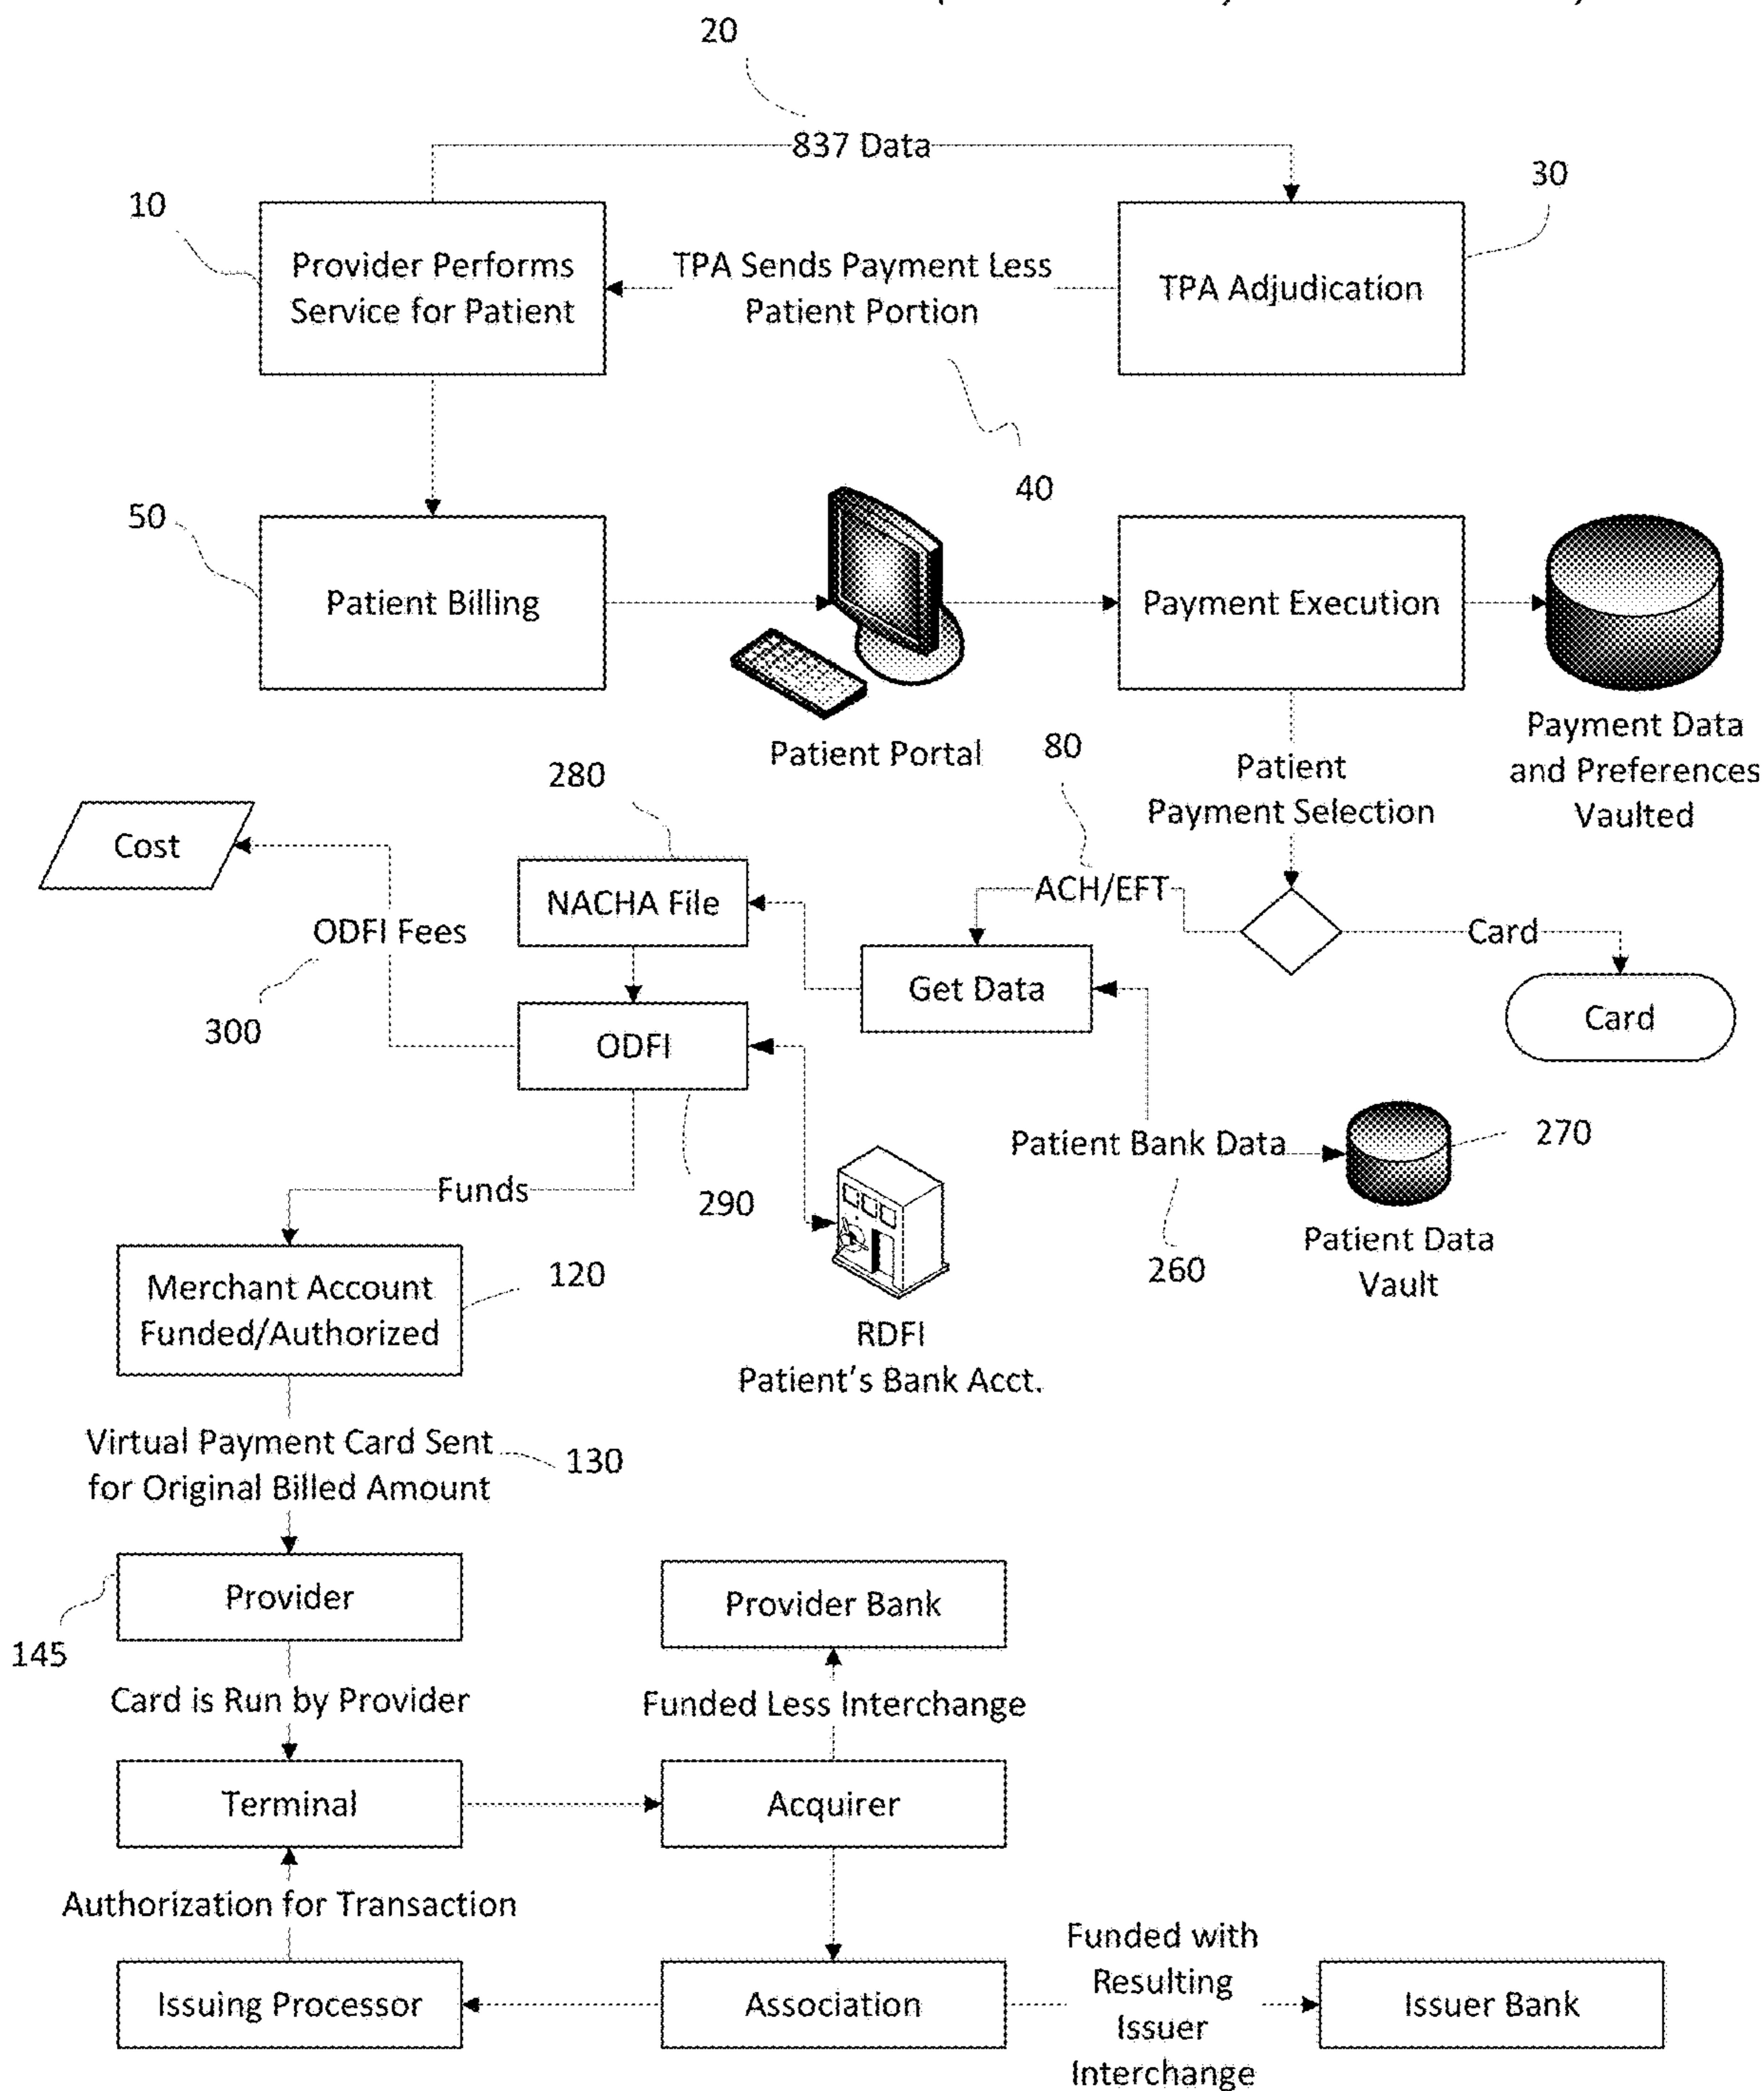 20
837 Data
10
30
Provider Performs
Service for Patient
TPA Sends Payment Less
Patient Portion
TPA Adjudication
40
50
Patient Billing
Payment Execution
Patient Portal
Payment Data
and Preferences
Vaulted
80
Patient
Payment Selection
280
Cost
NACHA File
ACH/EFT
ODFI Fees
Card
Get Data
Card
300
ODFI
270
Patient Bank Data
Funds
290
Patient Data
Vault
260
120
Merchant Account
Funded/Authorized
RDFI
Patient's Bank Acct.
Virtual Payment Card Sent
for Original Billed Amount
130
Provider
Provider Bank
145
Card is Run by Provider
Funded Less Interchange
Terminal
Acquirer
Authorization for Transaction
Funded with
Resulting
Issuer
Interchange
Issuing Processor
Association
Issuer Bank